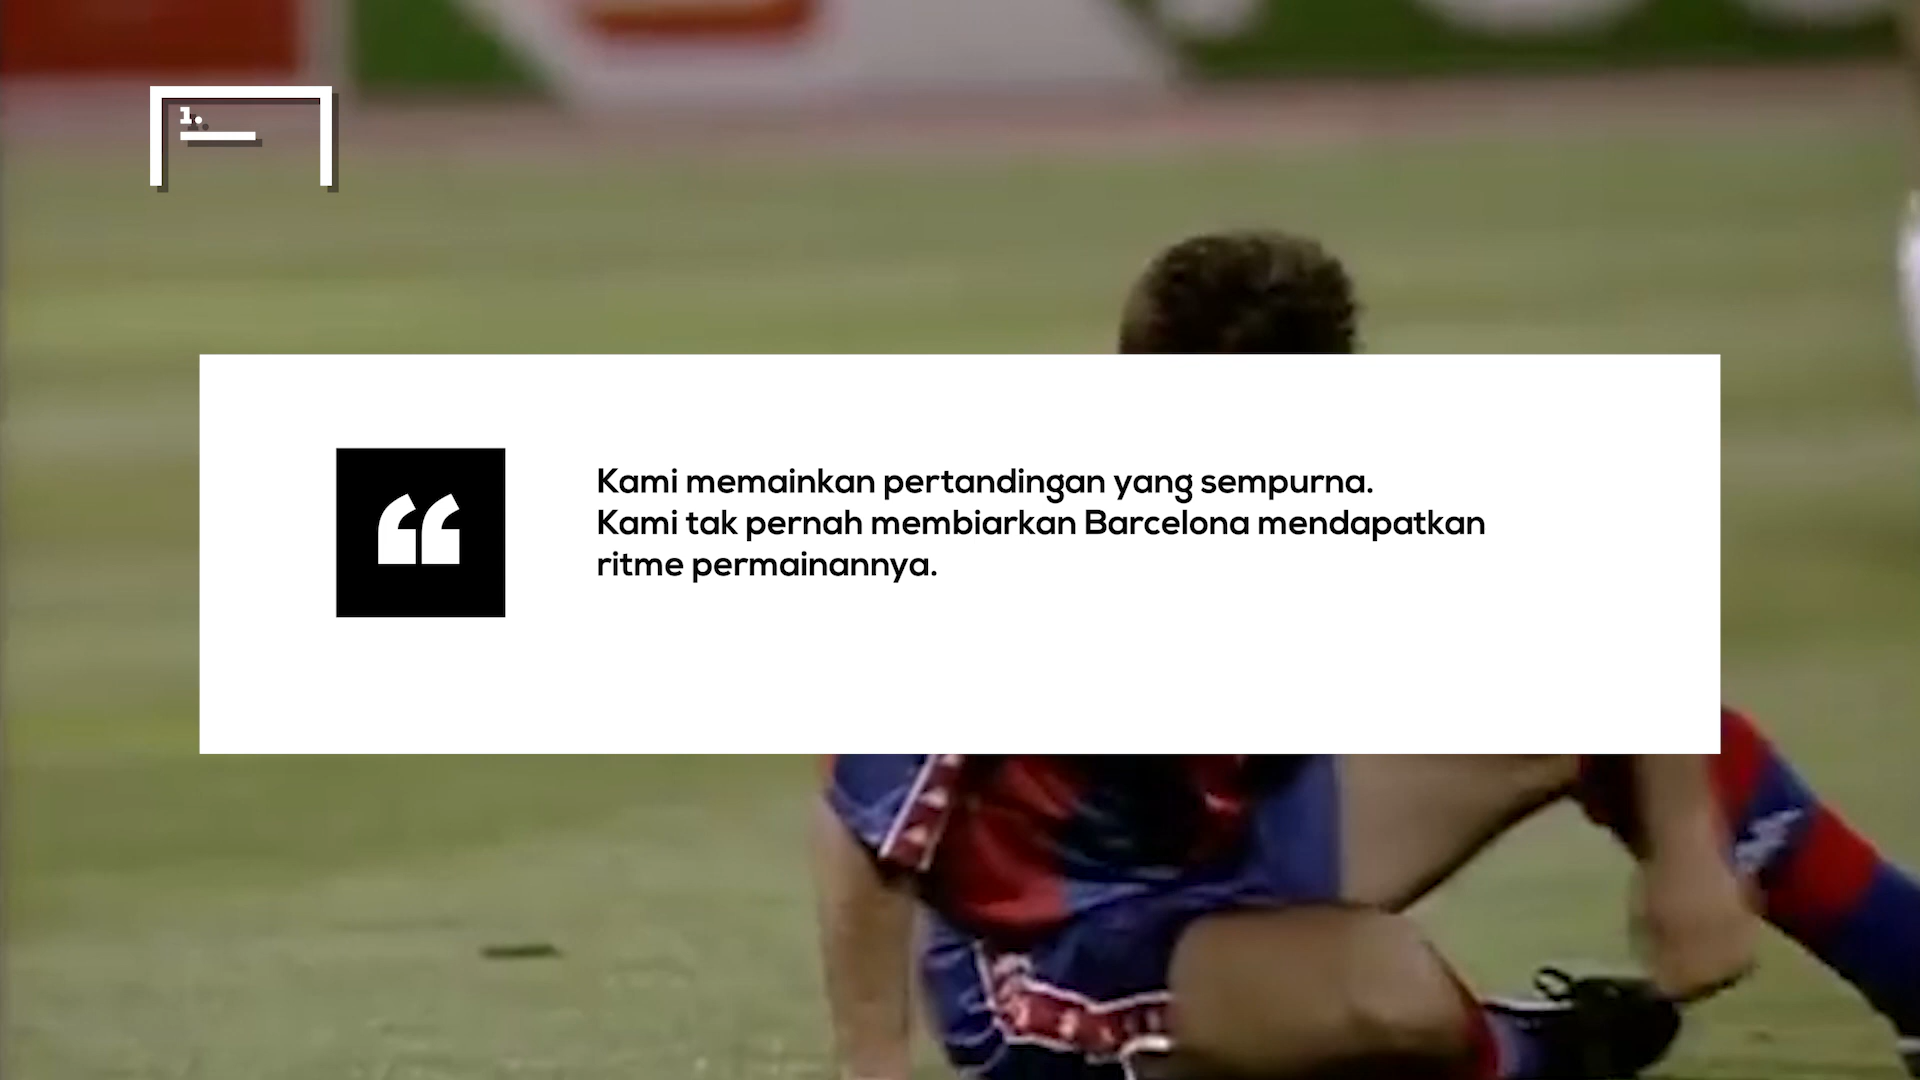 1.
Kami memainkan pertandingan yang sempurna.
Kami tak pernah membiarkan Barcelona mendapatkan
ritme permainannya.